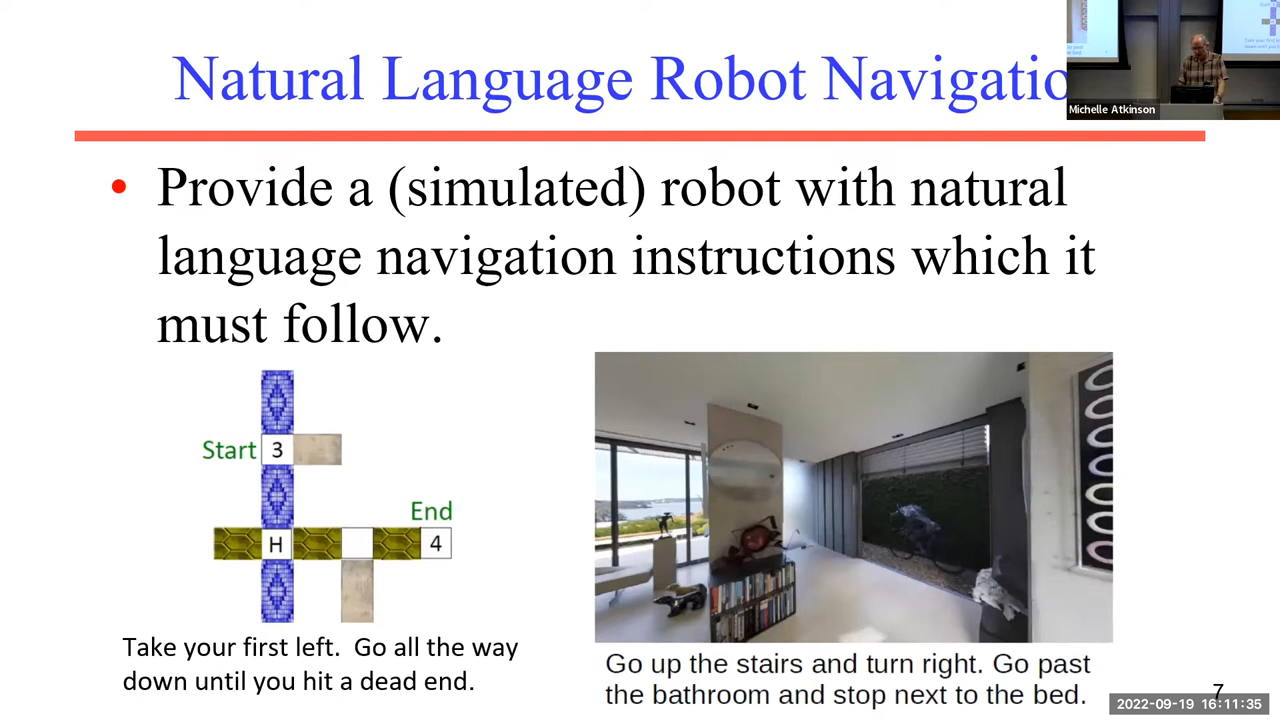 Natural Language Robot Navigatio
Michelle Atkinson
• Provide a (simulated) robot with natural
language navigation instructions which it
must follow.
Start 3
End
H 4
Take your first left. Go all the way
down until you hit a dead end.
Go up the stairs and turn right. Go past
the bathroom and stop next to the bed.
7
2022-09-19 16:11:35